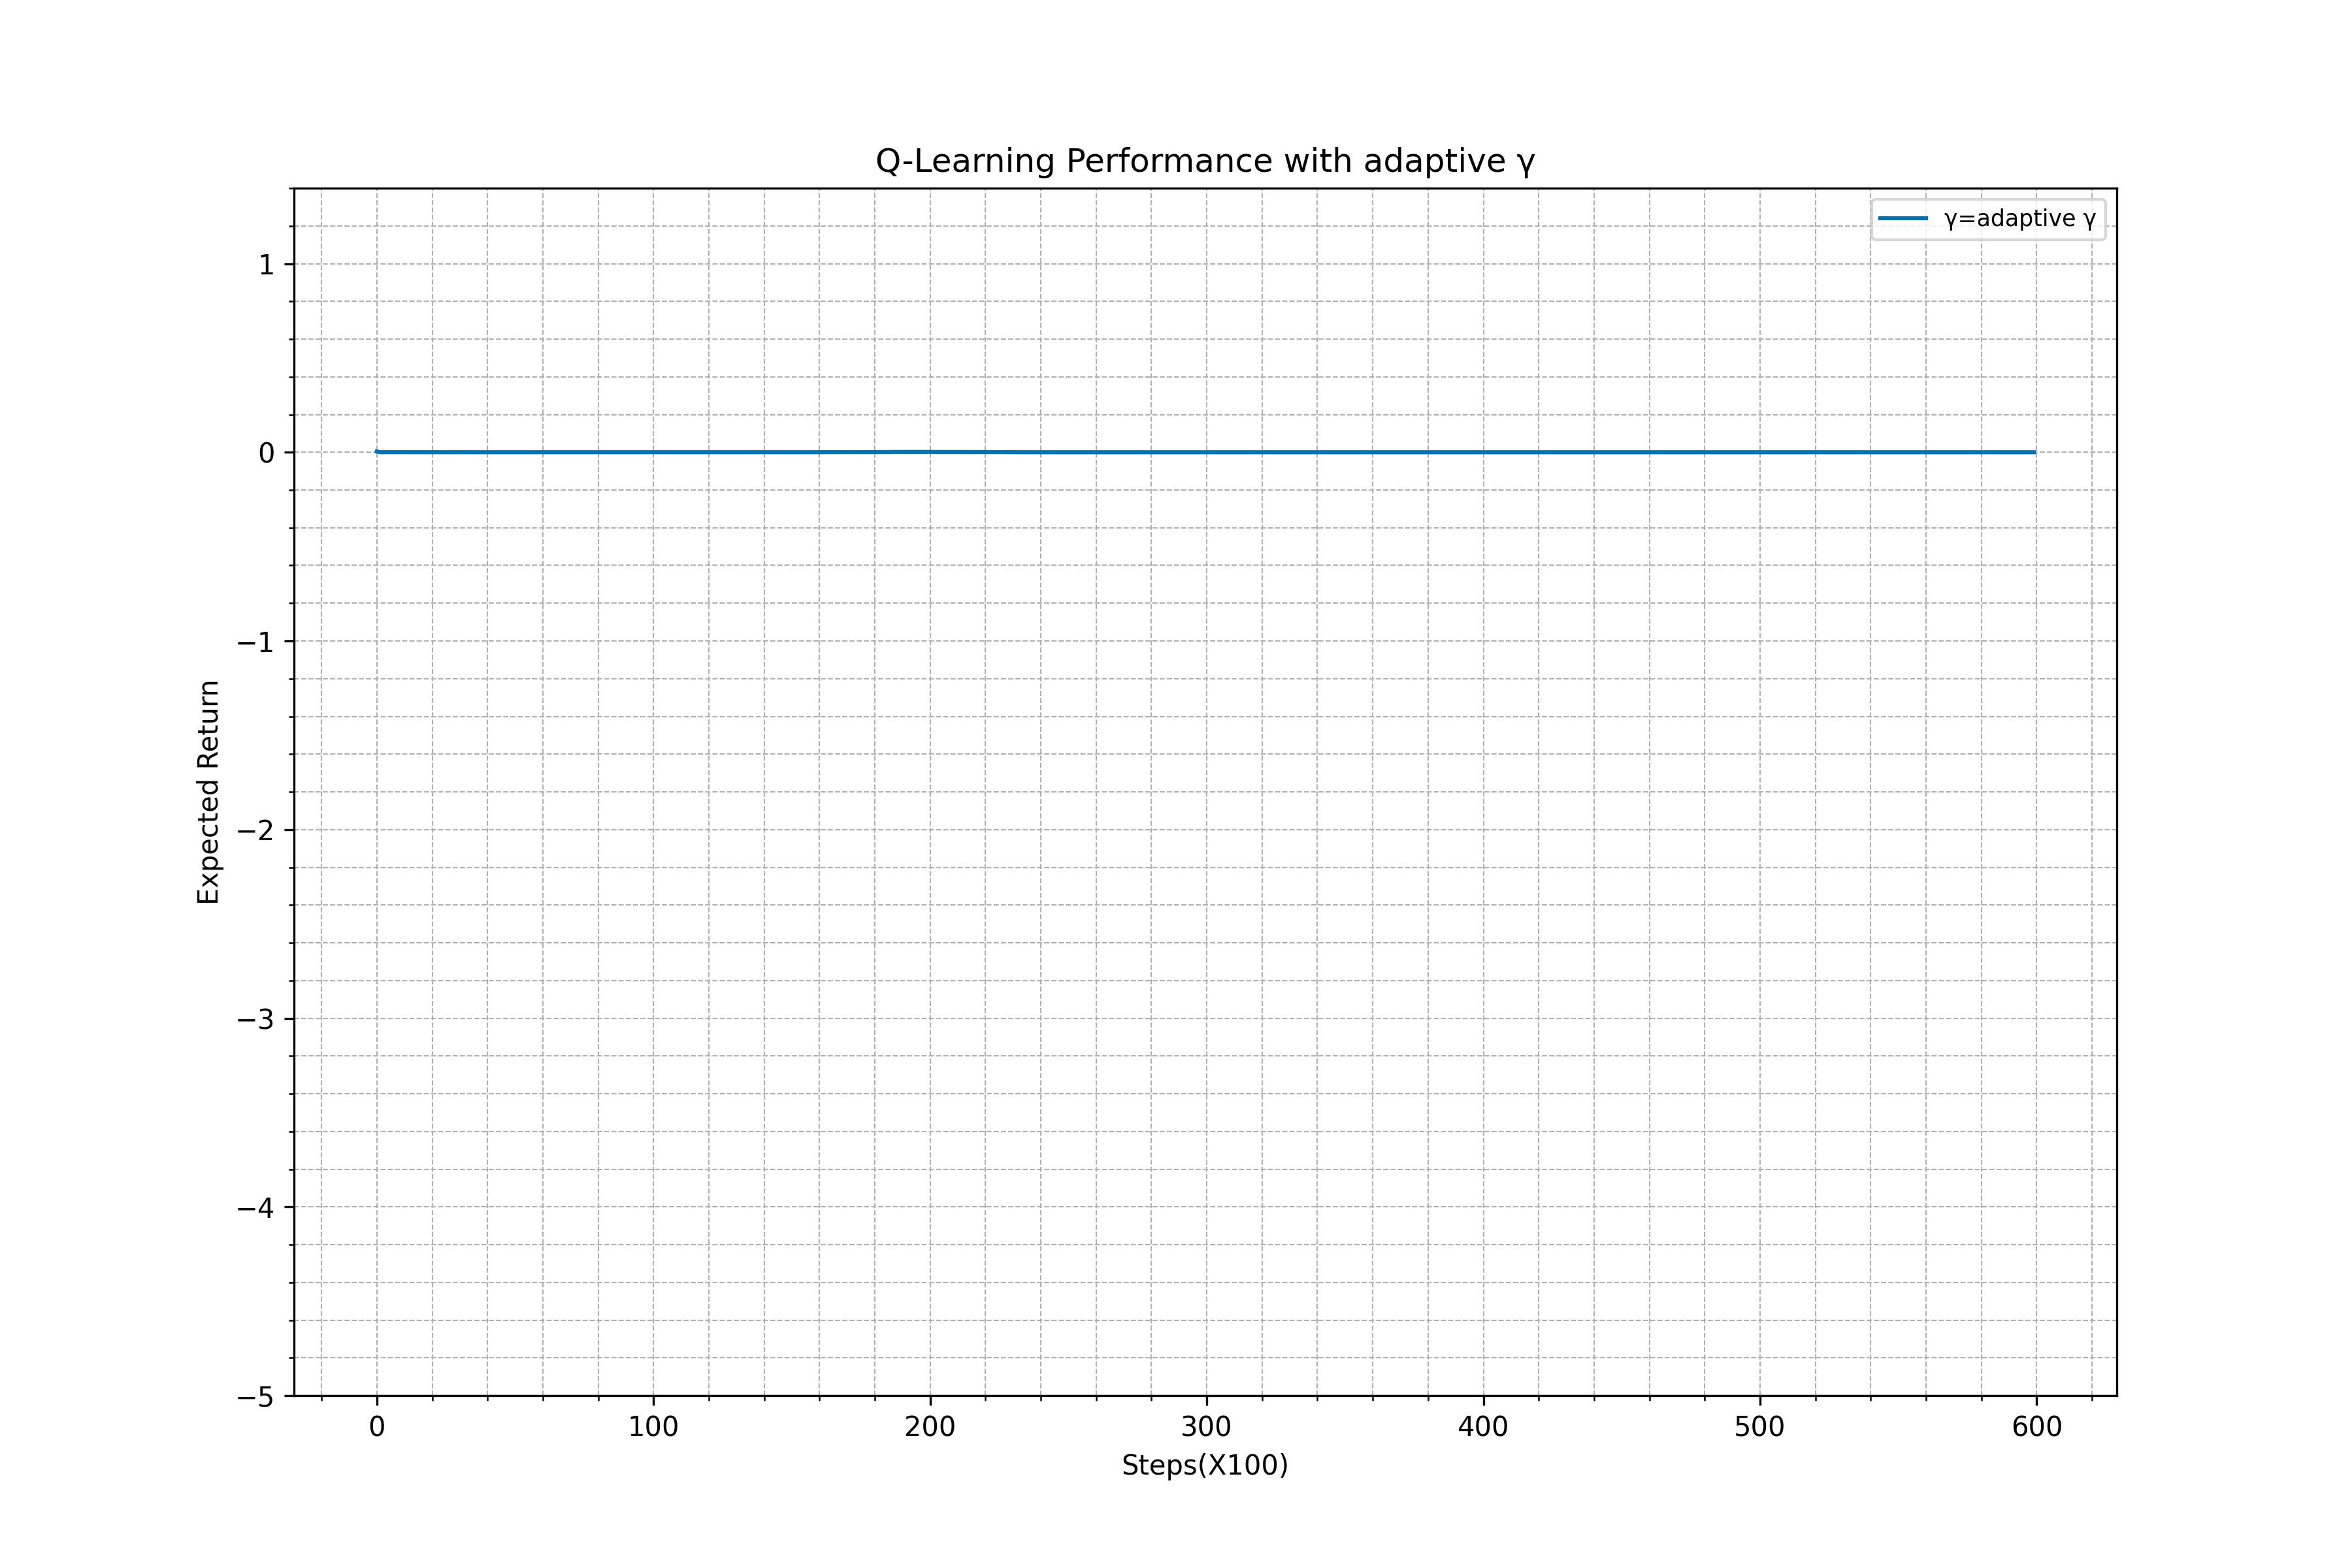 Q-Learning Performance with adaptive γ
γ=adaptive γ
1
0
−1
−2
−3
−4
−5
Expected Return
0 100 200 300 400 500 600
Steps(X100)